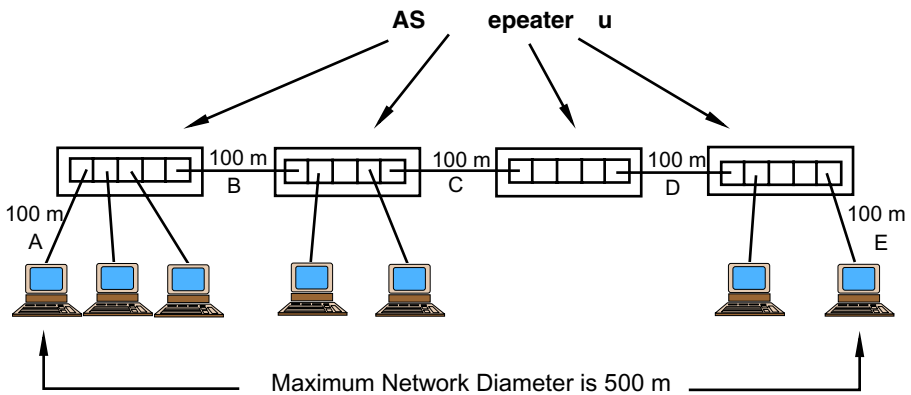 AS epeater u
100 m 100 m 100 m
B C D
100 m 100 m
A E
Maximum Network Diameter is 500 m